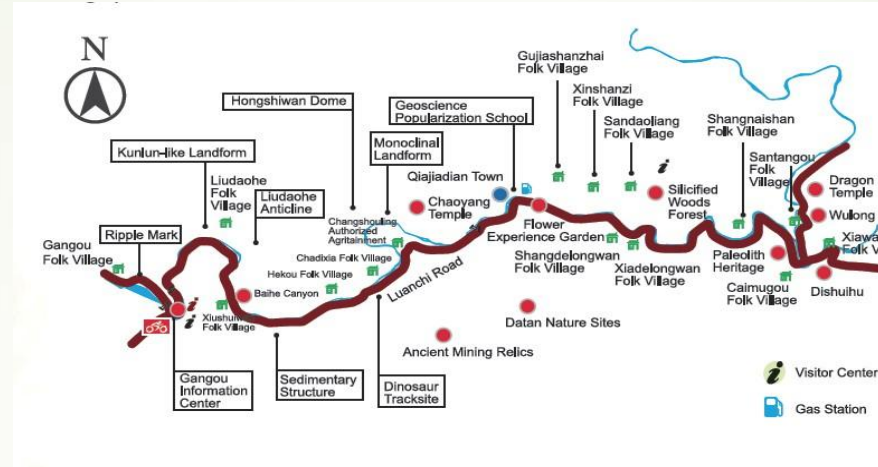 N
Gujiashanzhai
Folk Village
Xinshanzi
Folk Village
Hongshiwan Dome
Geoscience
Popularization School
Sandaoliang
Folk Village
Shangnaishan
Folk Village
Monoclinal
Landform
Kunlun-like Landform
Qiajiadian Town
Santangou
Folk
Village
Liudaohe
Folk
Village
Liudaohe
Anticline
Chaoyang
Temple
Silicified
Woods
Forest
Dragon
Temple
Wulong
Changshouling
Authorized
Agritainment
Ripple Mark
Flower
Experience Garden
Gangou
Folk Village
Chadixia Folk Village
Shangdelongwan
Folk Village
Xiadelongwan
Folk Village
Paleolith
Heritage
Hekou Folk Village
Luanchi Road
Baihe Canyon
Caimugou
Folk Village
Dishuihu
Folk Village
Datan Nature Sites
Ancient Mining Relics
Gangou
Information
Center
Sedimentary
Structure
Dinosaur
Tracksite
Visitor Center
Gas Station